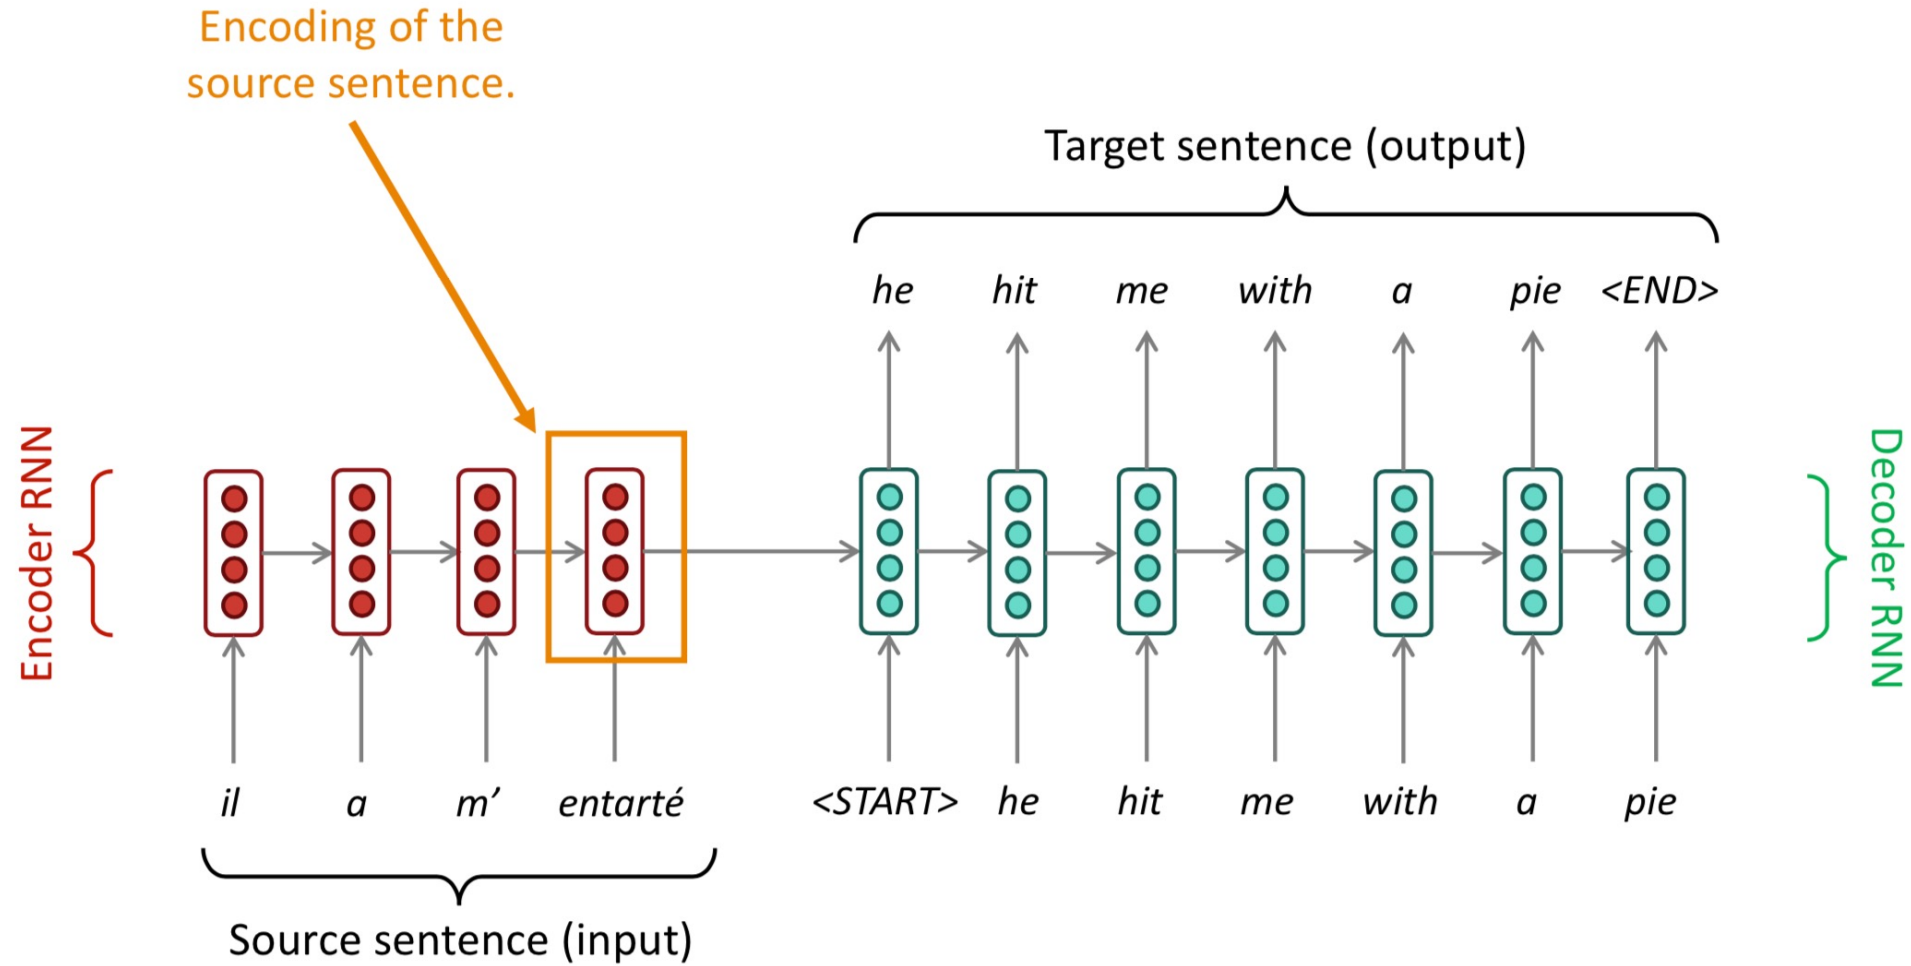 Encoding of the
source sentence.
Target sentence (output)
he hit me with a pie <END>
Encoder RNN
Decoder RNN
il a m’ entarté <START> he hit me with a pie
Source sentence (input)